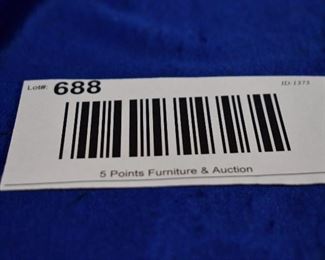 Lot#: 688 ID:1373
5 Points Furniture & Auction